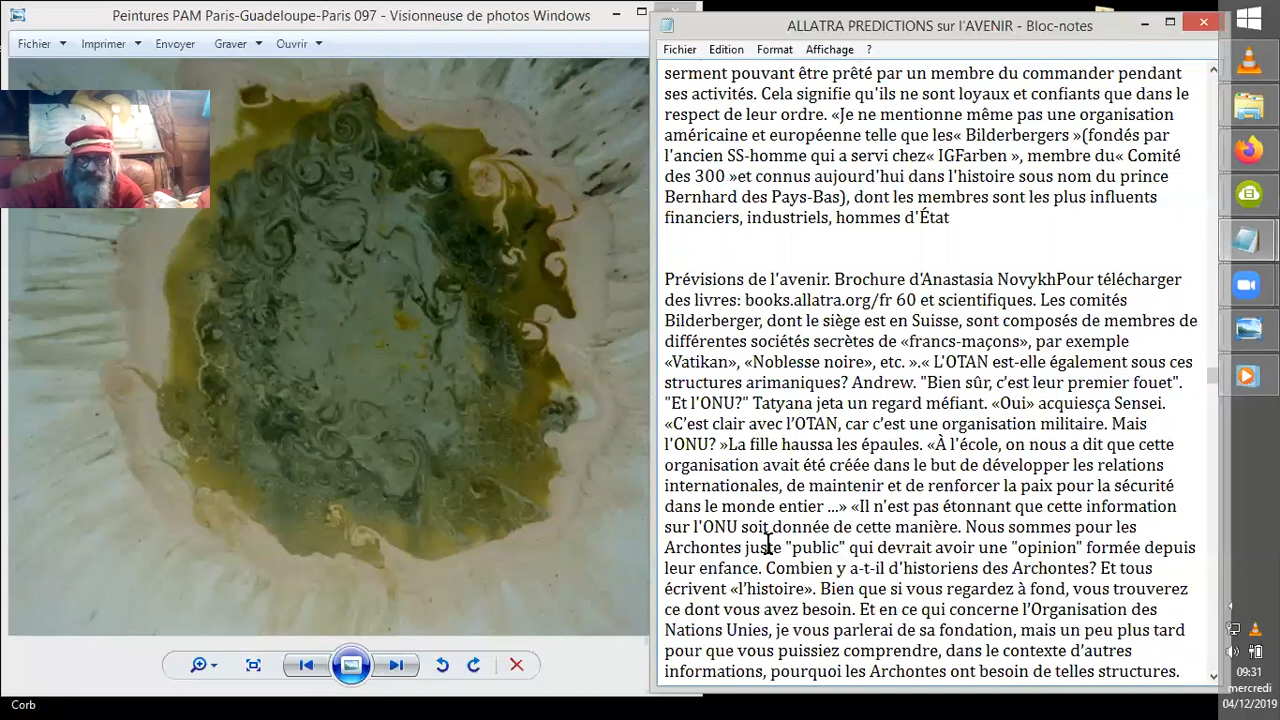 Peintures PAM Paris-Guadeloupe-Paris 097 - Visionneuse de photos Windows
Fichier Imprimer Envoyer Graver Ouvrir
ALLATRA PREDICTIONS sur l'AVENIR - Bloc-notes
Fichier Edition Format Affichage ?
serment pouvant être prêté par un membre du commander pendant
ses activités. Cela signifie qu'ils ne sont loyaux et confiants que dans le
respect de leur ordre. «Je ne mentionne même pas une organisation
américaine et européenne telle que les« Bilderbergers »(fondés par
l'ancien SS-homme qui a servi chez« IGFarben », membre du« Comité
des 300 »et connus aujourd'hui dans l'histoire sous nom du prince
Bernhard des Pays-Bas), dont les membres sont les plus influents
financiers, industriels, hommes d'État
Prévisions de l'avenir. Brochure d'Anastasia NovykhPour télécharger
des livres: books.allatra.org/fr 60 et scientifiques. Les comités
Bilderberger, dont le siège est en Suisse, sont composés de membres de
différentes sociétés secrètes de «francs-maçons», par exemple
«Vatikan», «Noblesse noire», etc. ».« L'OTAN est-elle également sous ces
structures arimaniques? Andrew. "Bien sûr, c’est leur premier fouet".
"Et l'ONU?" Tatyana jeta un regard méfiant. «Oui» acquiesça Sensei.
«C’est clair avec l’OTAN, car c’est une organisation militaire. Mais
l'ONU? »La fille haussa les épaules. «À l'école, on nous a dit que cette
organisation avait été créée dans le but de développer les relations
internationales, de maintenir et de renforcer la paix pour la sécurité
dans le monde entier ...» «Il n'est pas étonnant que cette information
sur l'ONU soit donnée de cette manière. Nous sommes pour les
Archontes juste "public" qui devrait avoir une "opinion" formée depuis
leur enfance. Combien y a-t-il d'historiens des Archontes? Et tous
écrivent «l’histoire». Bien que si vous regardez à fond, vous trouverez
ce dont vous avez besoin. Et en ce qui concerne l’Organisation des
Nations Unies, je vous parlerai de sa fondation, mais un peu plus tard
pour que vous puissiez comprendre, dans le contexte d’autres
informations, pourquoi les Archontes ont besoin de telles structures.
09:31
mercredi
04/12/2019
Corb